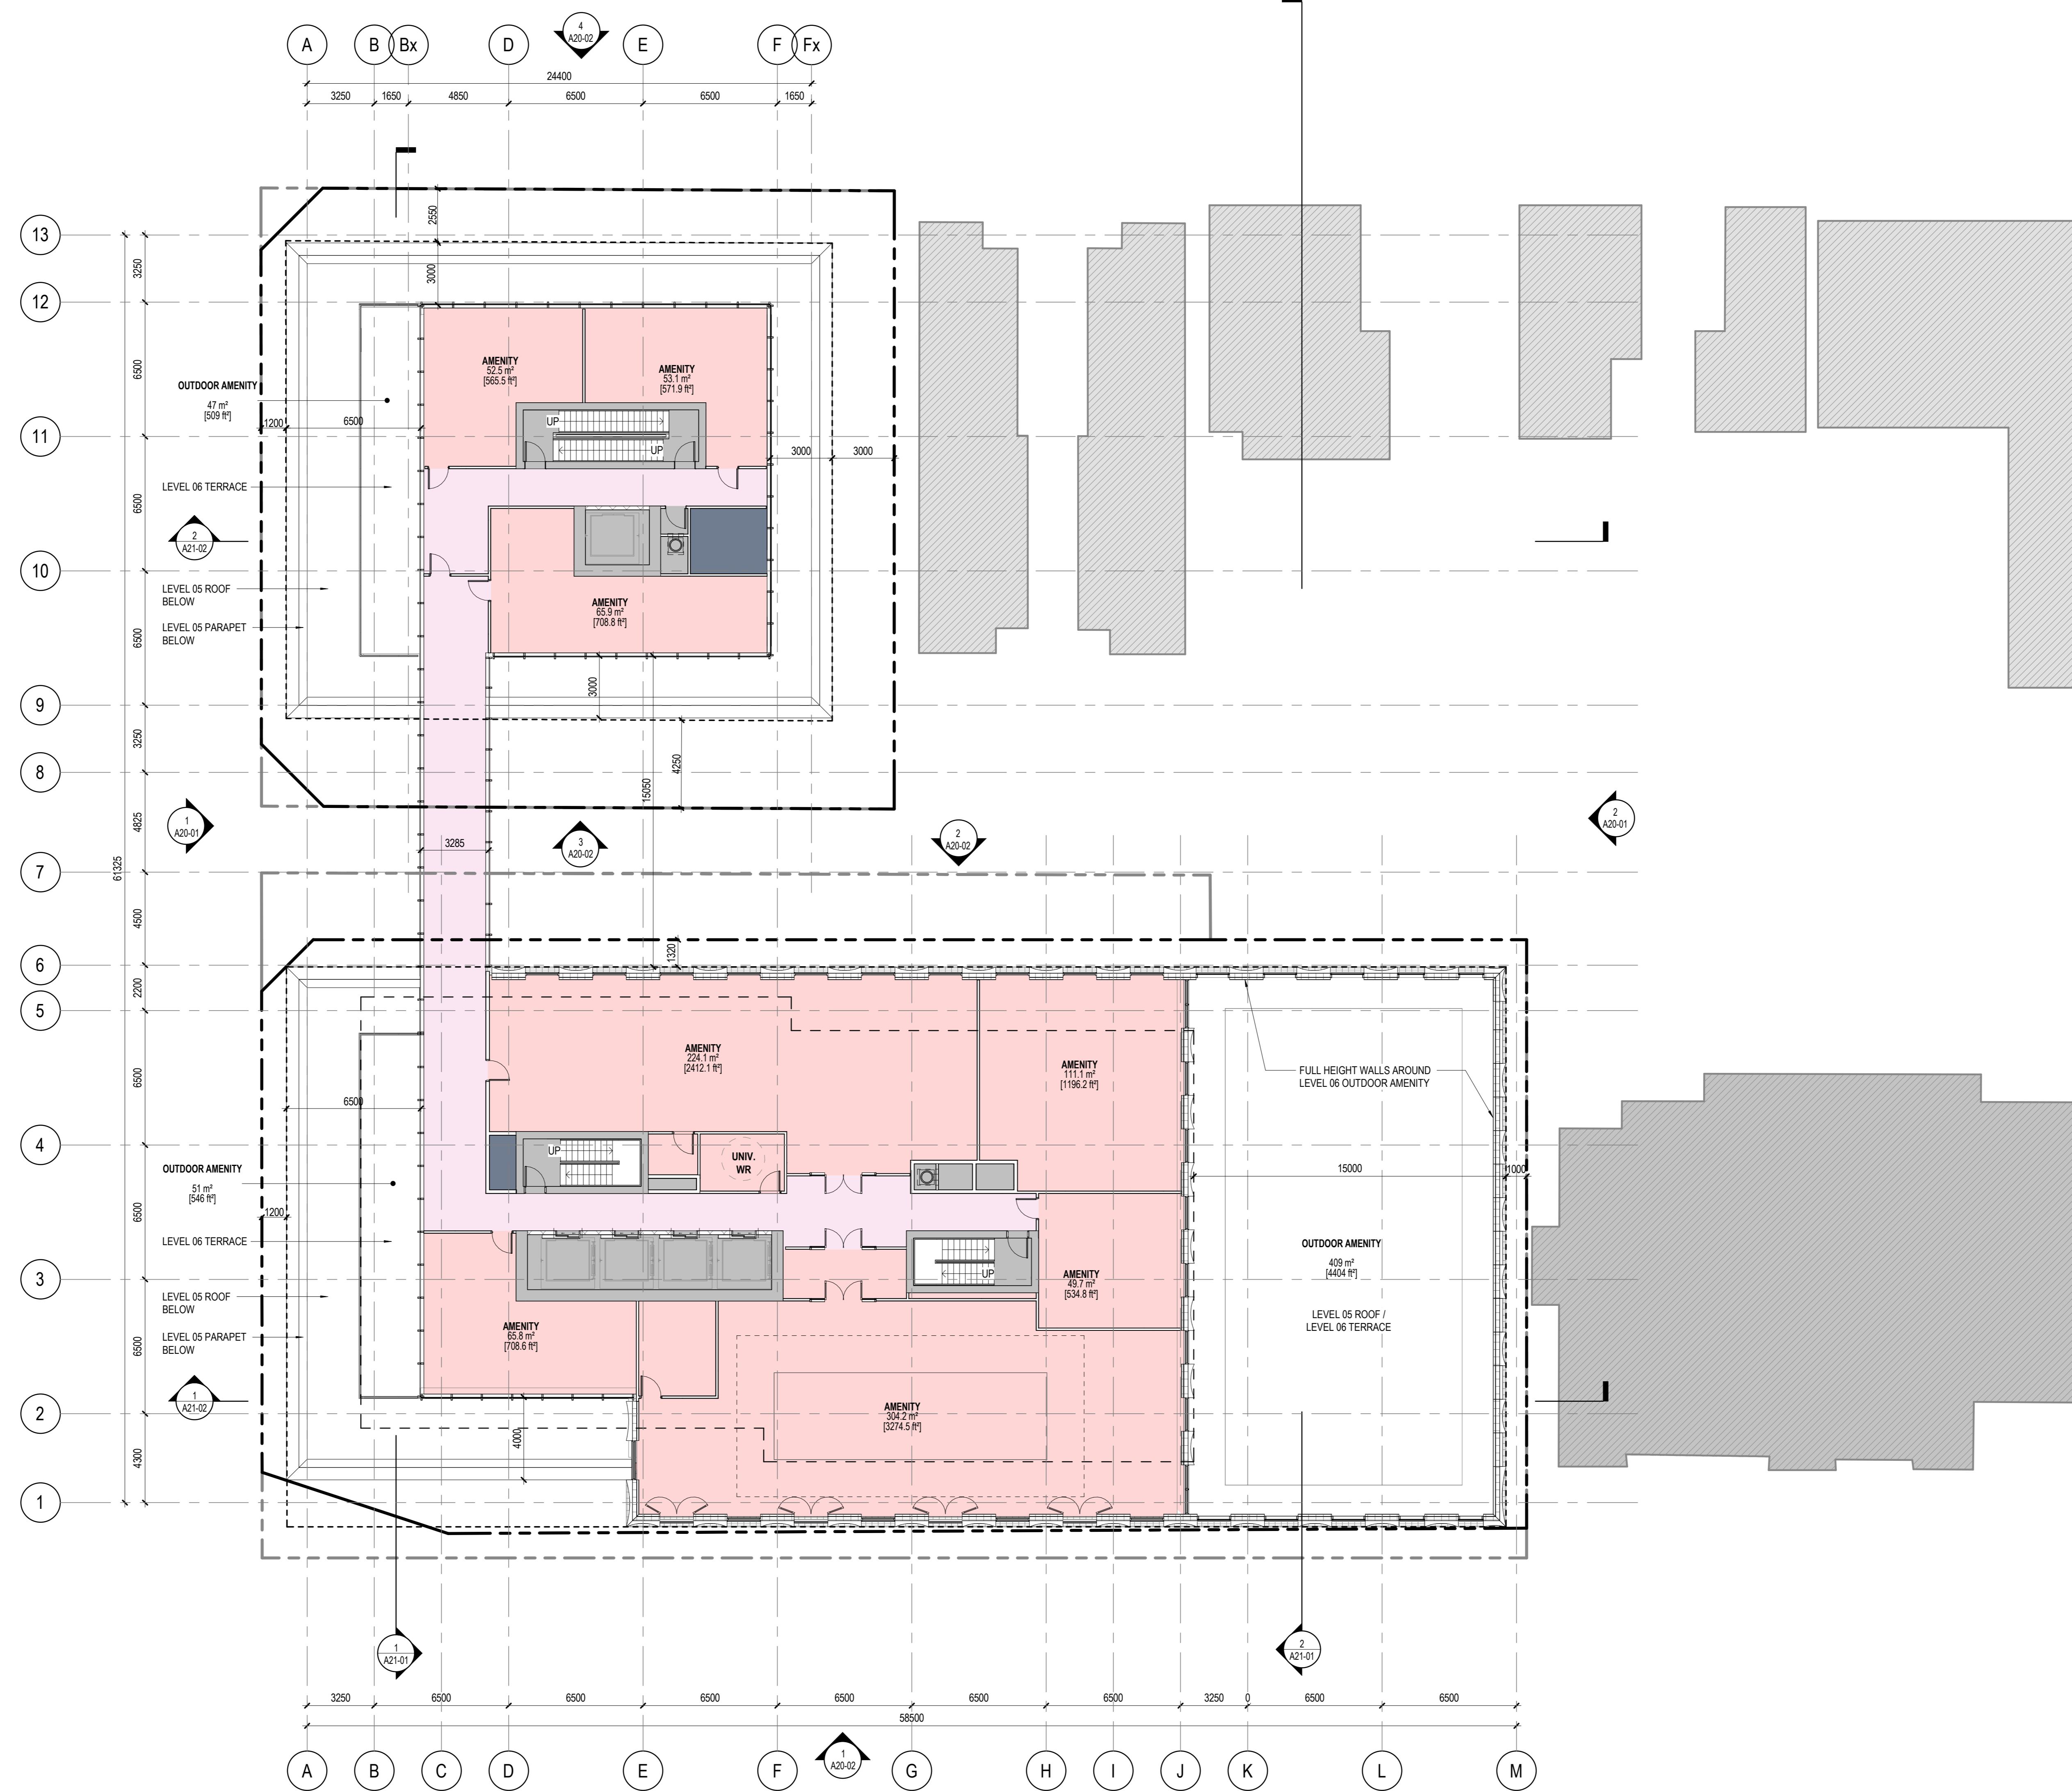 4
A20-02
A
B
Bx
D
E
F
Fx
24400
3250
1650
4850
6500
6500
1650
2550
13
3250
3000
12
6500
AMENITY
52.5 m²
[565.5 ft²]
AMENITY
53.1 m²
[571.9 ft²]
OUTDOOR AMENITY
47 m²
[509 ft²]
UP
UP
11
1200
6500
3000
3000
LEVEL 06 TERRACE
6500
2
A21-02
10
LEVEL 05 ROOF
BELOW
AMENITY
65.9 m²
[708.8 ft²]
LEVEL 05 PARAPET
BELOW
6500
3000
9
3250
4250
8
15050
1
A20-01
4825
2
A20-01
3285
3
A20-02
2
A20-02
61325
7
4500
1320
6
2200
5
AMENITY
224.1 m²
[2412.1 ft²]
AMENITY
111.1 m²
[1196.2 ft²]
FULL HEIGHT WALLS AROUND
LEVEL 06 OUTDOOR AMENITY
6500
6500
4
UP
UNIV.
WR
OUTDOOR AMENITY
51 m²
[546 ft²]
15000
1000
6500
1200
LEVEL 06 TERRACE
OUTDOOR AMENITY
409 m²
[4404 ft²]
3
UP
AMENITY
49.7 m²
[534.8 ft²]
LEVEL 05 ROOF
BELOW
LEVEL 05 ROOF /
LEVEL 06 TERRACE
LEVEL 05 PARAPET
BELOW
AMENITY
65.8 m²
[708.6 ft²]
6500
1
A21-02
2
AMENITY
304.2 m²
[3274.5 ft²]
4000
4300
1
1
A21-01
2
A21-01
3250
6500
6500
6500
6500
6500
6500
3250
0
6500
6500
58500
1
A20-02
A
B
C
D
E
F
G
H
I
J
K
L
M